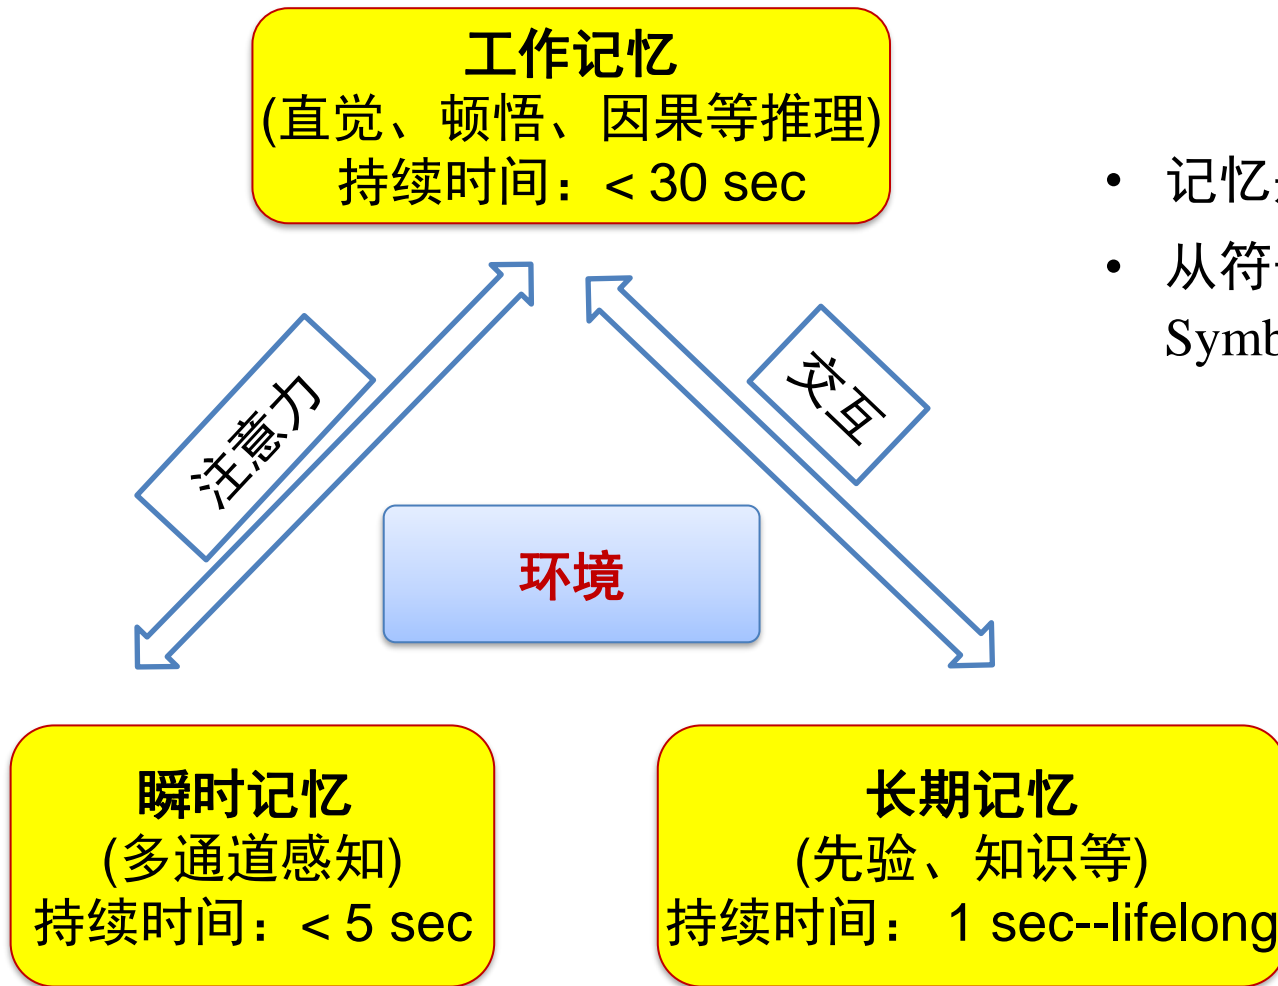 工作记忆
(直觉、顿悟、因果等推理)
持续时间：< 30 sec
• 记忆
• 从符
Symb
注意力
交互
环境
瞬时记忆
(多通道感知)
持续时间：< 5 sec
长期记忆
(先验、知识等)
持续时间： 1 sec--lifelong